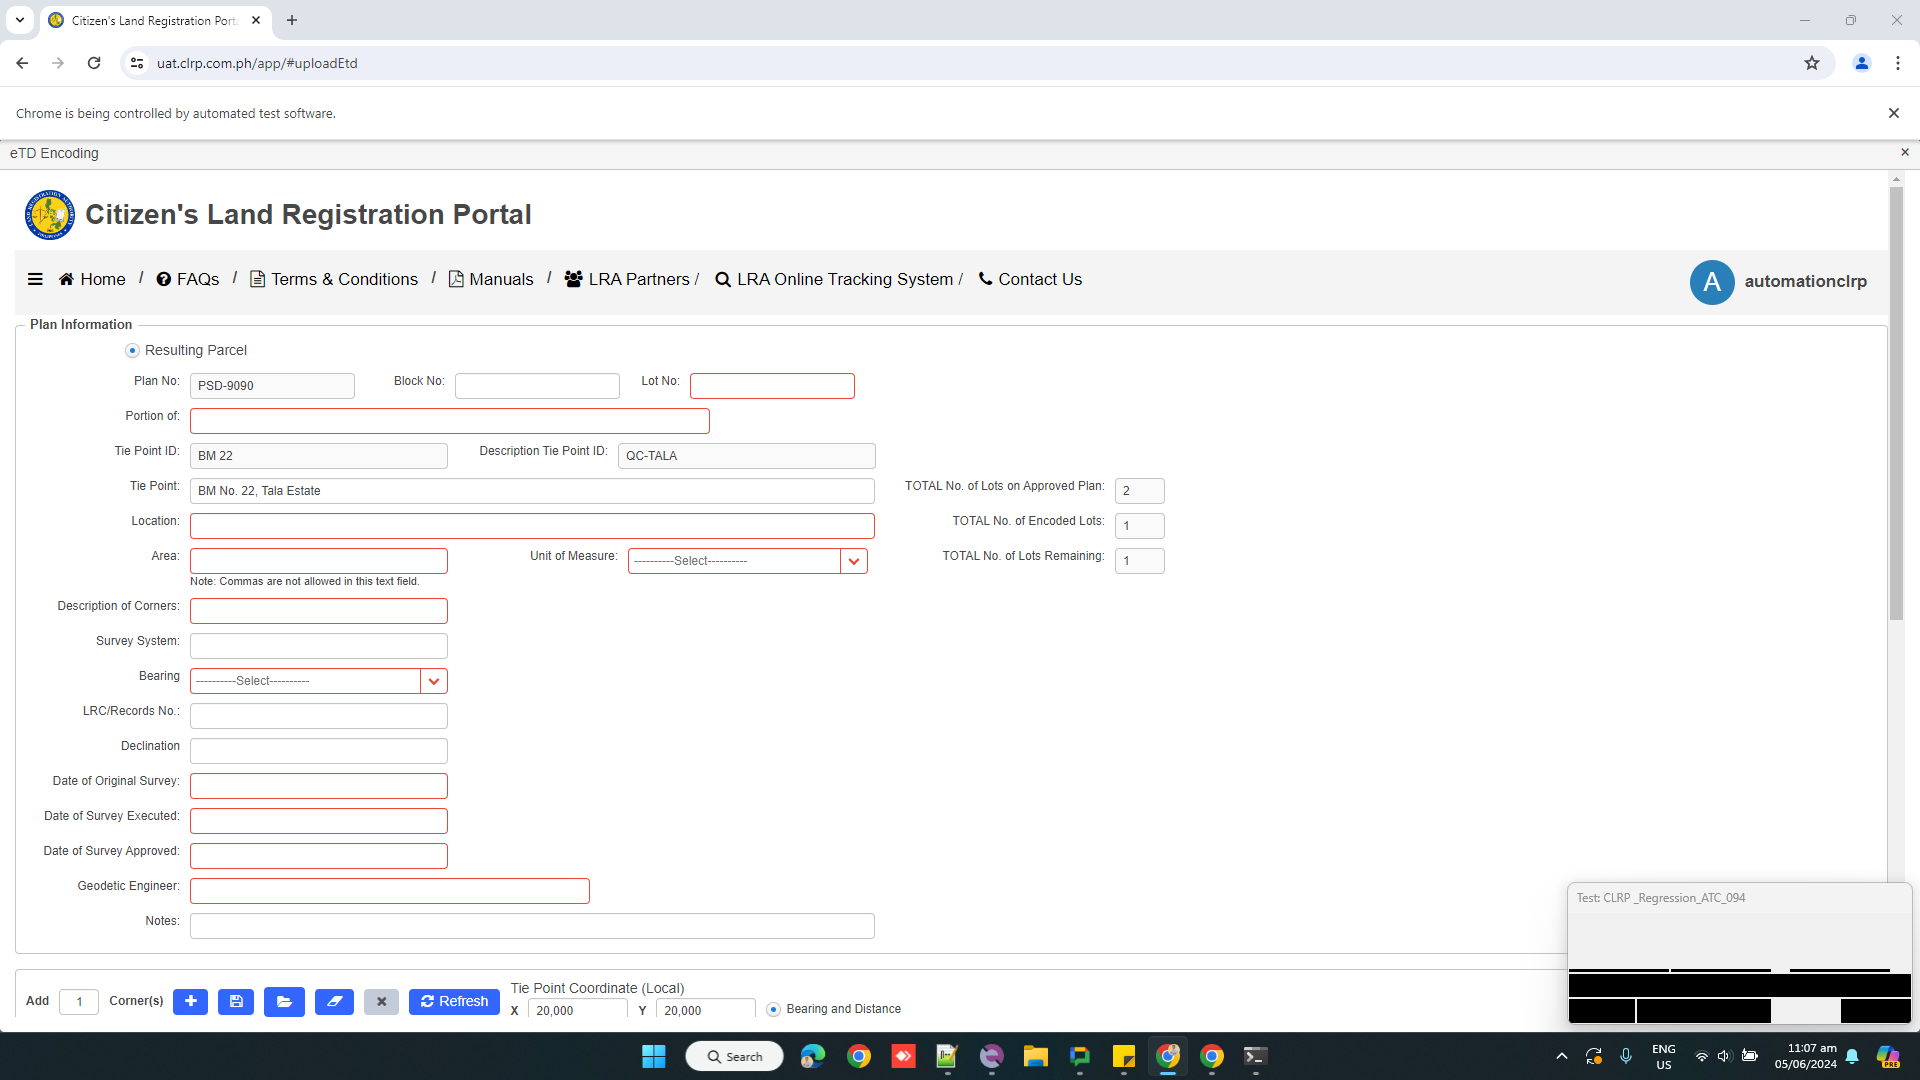 Citizen's Land Registration Porta
uat.clrp.com.ph/app/#uploadEtd
Chrome is being controlled by automated test software.
eTD Encoding
Citizen's Land Registration Portal
Home / FAQs / Terms & Conditions / Manuals / LRA Partners / LRA Online Tracking System / Contact Us
A automationclrp
Plan Information
Resulting Parcel
Plan No: PSD-9090 Block No: Lot No:
Portion of:
Tie Point ID: BM 22 Description Tie Point ID: QC-TALA
Tie Point: BM No. 22, Tala Estate TOTAL No. of Lots on Approved Plan: 2
Location: TOTAL No. of Encoded Lots: 1
Area: Unit of Measure: ----------Select---------- TOTAL No. of Lots Remaining: 1
Note: Commas are not allowed in this text field.
Description of Corners:
Survey System:
Bearing ----------Select----------
LRC/Records No.:
Declination
Date of Original Survey:
Date of Survey Executed:
Date of Survey Approved:
Geodetic Engineer:
Notes:
Test: CLRP _Regression_ATC_094
Tie Point Coordinate (Local)
Add 1 Corner(s) Refresh X 20,000 Y 20,000 Bearing and Distance
Search
ENG
US
11:07 am
05/06/2024
PRE